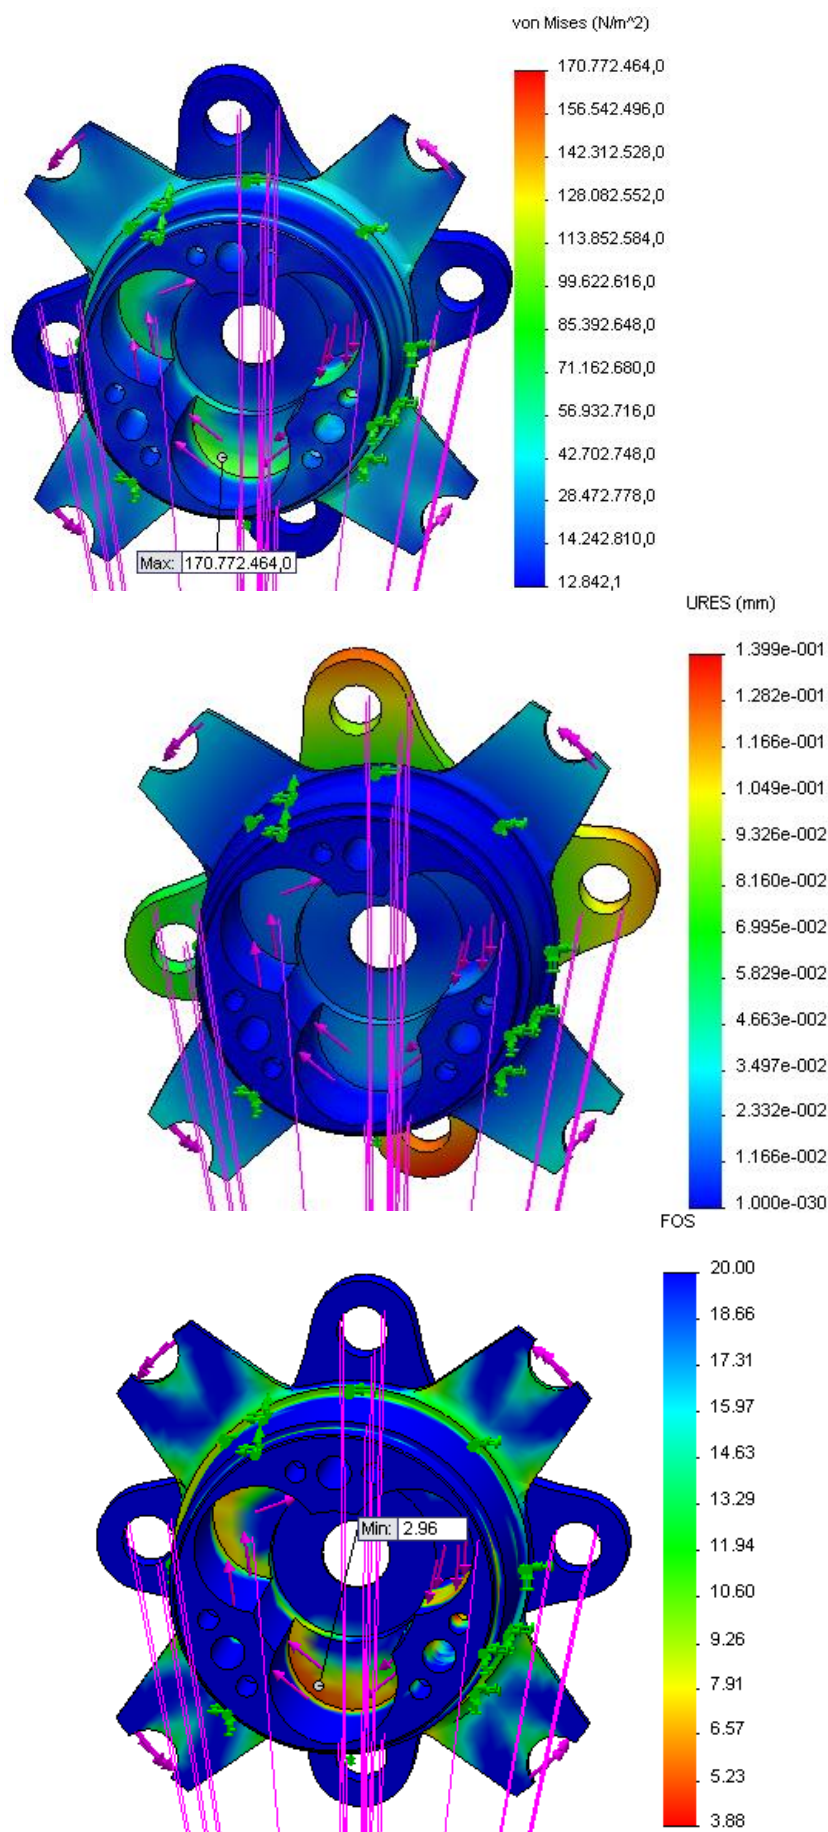 von Mises (N/m^2)
170.772.464,0
156.542.496,0
142.312.528,0
128.082.552,0
113.852.584,0
99.622.616,0
85.392.648,0
71.162.680,0
56.932.716,0
42.702.748,0
28.472.778,0
14.242.810,0
12.842,1
Max: 170.772.464,0
URES (mm)
1.399e-001
1.282e-001
1.166e-001
1.049e-001
9.326e-002
8.160e-002
6.995e-002
5.829e-002
4.663e-002
3.497e-002
2.332e-002
1.166e-002
1.000e-030
FOS
20.00
18.66
17.31
15.97
14.63
13.29
11.94
10.60
9.26
7.91
6.57
5.23
3.88
Min: 2.96